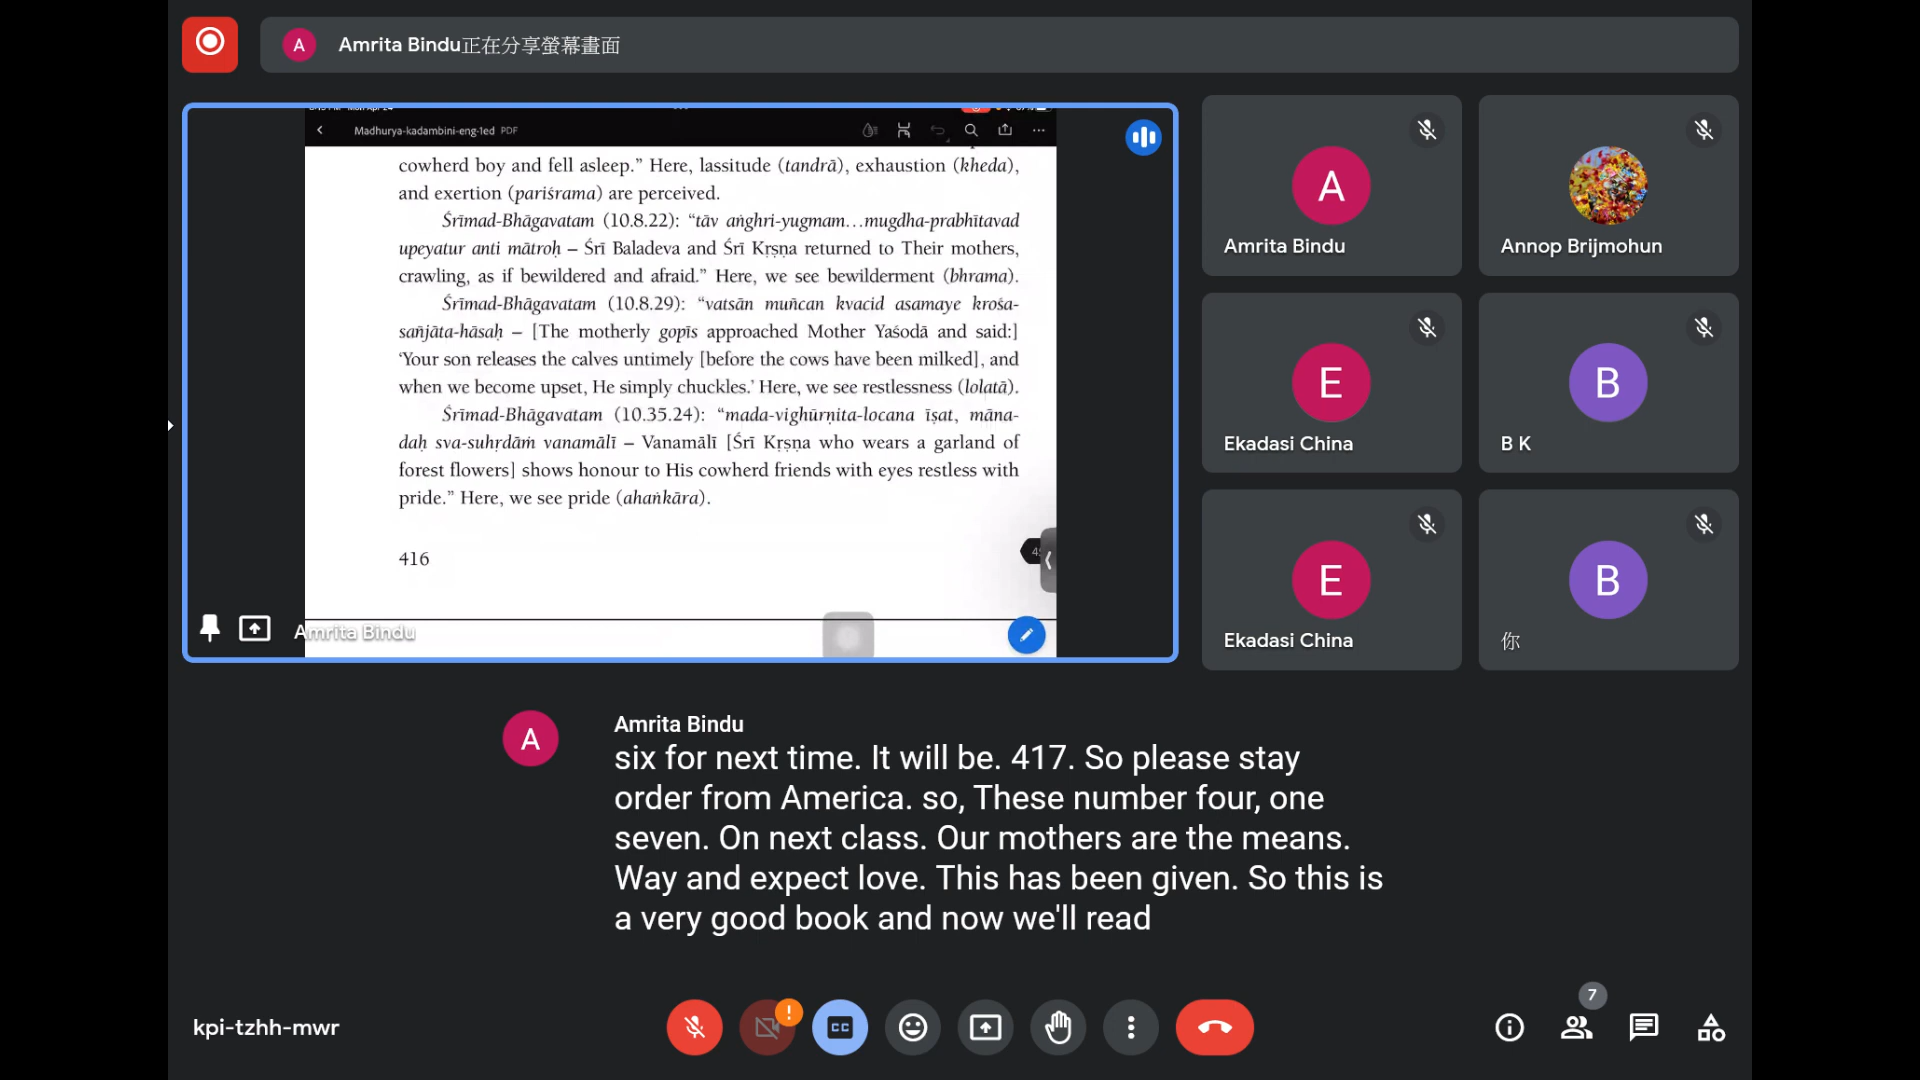 A Amrita Bindu正在分享螢幕畫面
Madhurya-kadambini-eng-1ed PDF
cowherd boy and fell asleep.” Here, lassitude (tandrā), exhaustion (kheda),
and exertion (pariśrama) are perceived.
Śrīmad-Bhāgavatam (10.8.22): “tāv aṅghri-yugmam…mugdha-prabhītavad
upeyatur anti mātroḥ – Śrī Baladeva and Śrī Kṛṣṇa returned to Their mothers,
crawling, as if bewildered and afraid.” Here, we see bewilderment (bhrama).
Śrīmad-Bhāgavatam (10.8.29): “vatsān muñcan kvacid asamaye krośa-
sañjāta-hāsaḥ – [The motherly gopīs approached Mother Yaśodā and said:]
‘Your son releases the calves untimely [before the cows have been milked], and
when we become upset, He simply chuckles.’ Here, we see restlessness (lolatā).
Śrīmad-Bhāgavatam (10.35.24): “mada-vighūrṇita-locana īṣat, māna-
daḥ sva-suhṛdāṁ vanamālī – Vanamālī [Śrī Kṛṣṇa who wears a garland of
forest flowers] shows honour to His cowherd friends with eyes restless with
pride.” Here, we see pride (ahaṅkāra).
416
Amrita Bindu
A
Amrita Bindu
Annop Brijmohun
E
Ekadasi China
B
B K
E
Ekadasi China
B
你
A
Amrita Bindu
six for next time. It will be. 417. So please stay
order from America. so, These number four, one
seven. On next class. Our mothers are the means.
Way and expect love. This has been given. So this is
a very good book and now we'll read
kpi-tzhh-mwr
!
CC
7